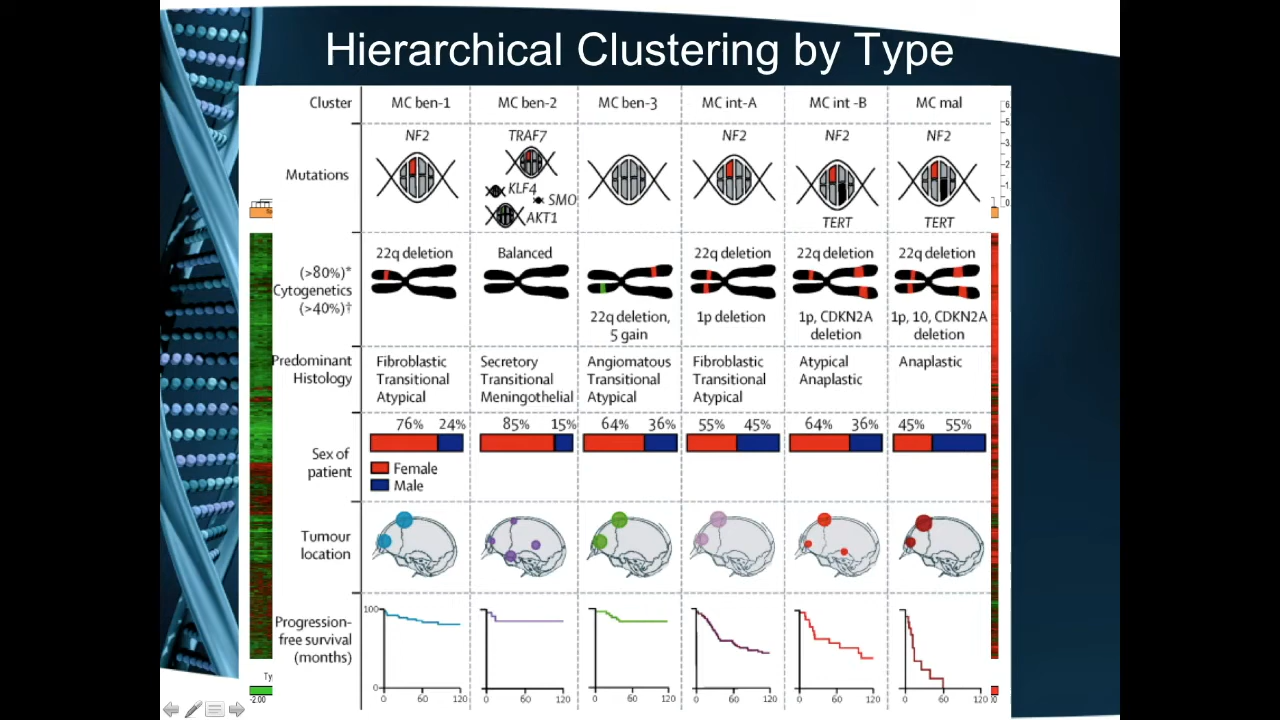 Hierarchical Clustering by Type
Cluster MC ben-1 MC ben-2 MC ben-3 MC int-A MC int -B MC mal
Mutations
NF2
TRAF7
KLF4
SMO
AKT1
NF2
NF2
TERT
NF2
TERT
(>80%)*
Cytogenetics
(>40%)†
22q deletion
Balanced
22q deletion,
5 gain
22q deletion
1p deletion
22q deletion
1p, CDKN2A
deletion
22q deletion
1p, 10, CDKN2A
deletion
Predominant
Histology
Fibroblastic
Transitional
Atypical
Secretory
Transitional
Meningothelial
Angiomatous
Transitional
Atypical
Fibroblastic
Transitional
Atypical
Atypical
Anaplastic
Anaplastic
Sex of
patient
76% 24%
85% 15%
64% 36%
55% 45%
64% 36%
45% 55%
Female
Male
Tumour
location
Progression-
free survival
(months)
100
0
0 60 120
0 60 120
0 60 120
0 60 120
0 60 120
0 60 120
-2.00